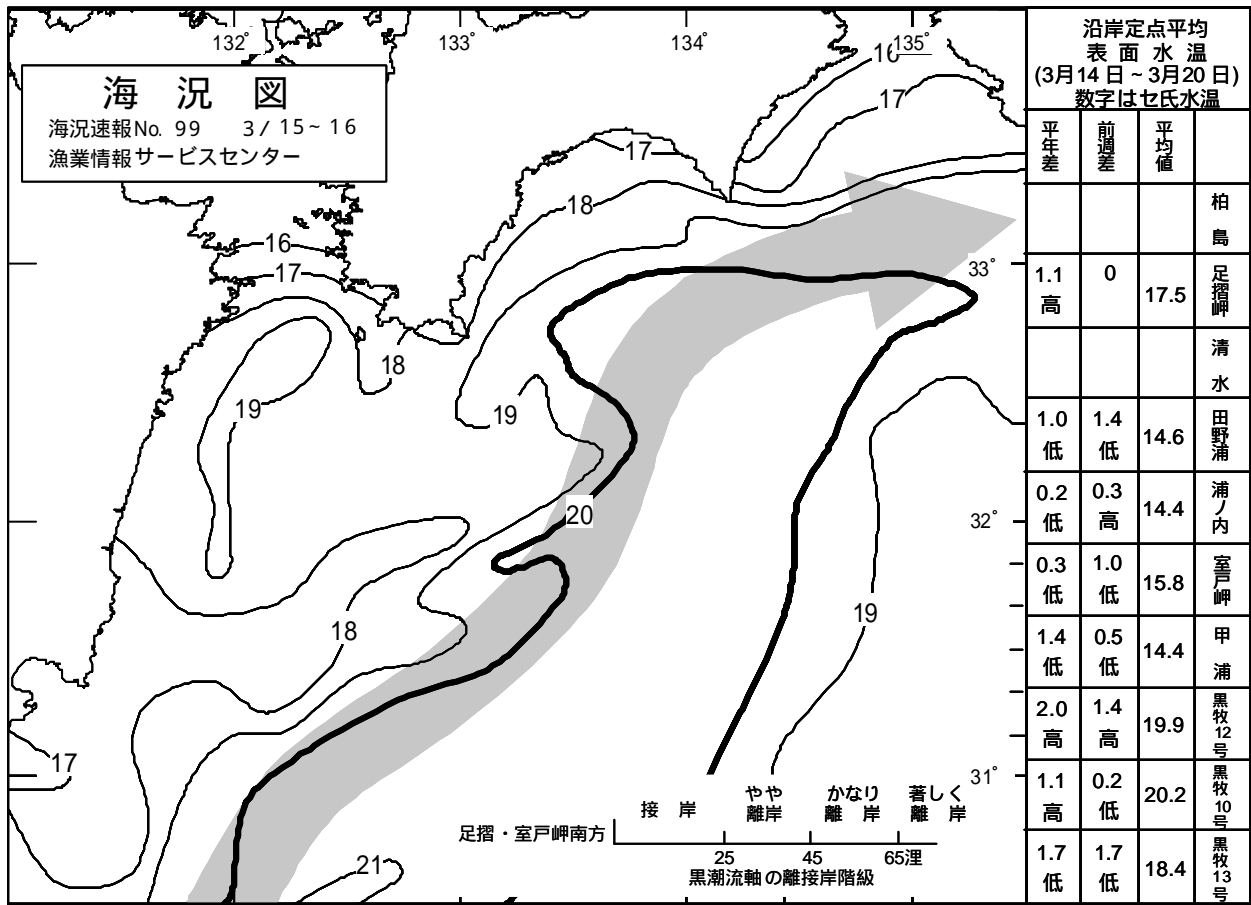 132°
133°
134°
135°
海 況 図
海況速報No. 99 3/15~16
漁業情報サービスセンター
16
17
17
18
16
17
18
19
19
20
33°
32°
19
18
17
31°
21
接 岸
やや
離岸
かなり
離 岸
著しく
離 岸
足摺・室戸岬南方
25
45
65浬
黒潮流軸の離接岸階級
沿岸定点平均
表 面 水 温
(3月14日~3月20日)
数字はセ氏水温
平年差 前週差 平均値
柏島
1.1高 0 17.5 足摺岬
清水
1.0低 1.4低 14.6 田野浦
0.2低 0.3高 14.4 浦ノ内
0.3低 1.0低 15.8 室戸岬
1.4低 0.5低 14.4 甲浦
2.0高 1.4高 19.9 黒牧12号
1.1高 0.2低 20.2 黒牧10号
1.7低 1.7低 18.4 黒牧13号